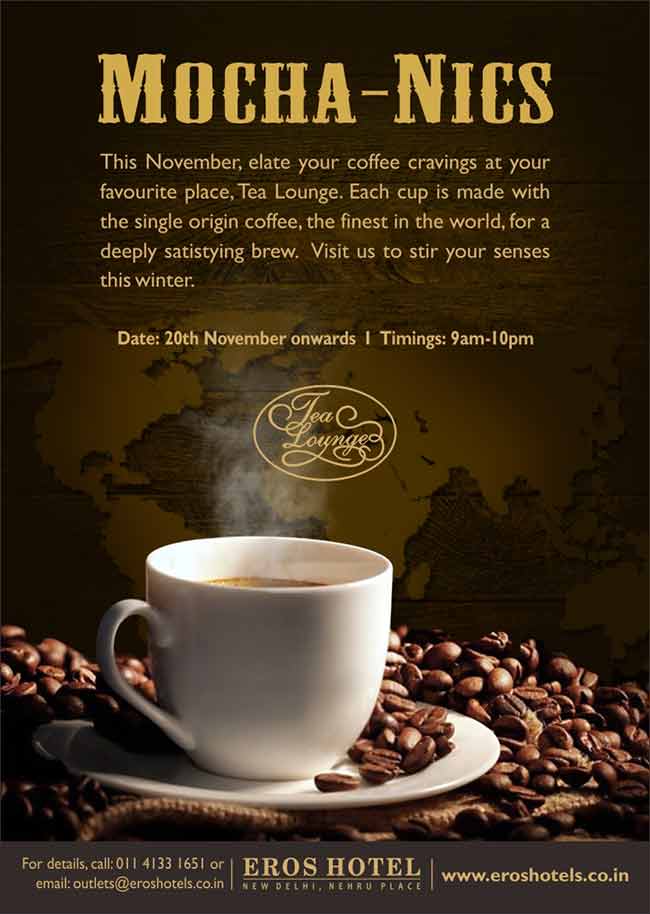 MOCHA-NICS
This November, elate your coffee cravings at your
favourite place, Tea Lounge. Each cup is made with
the single origin coffee, the finest in the world, for a
deeply satistying brew. Visit us to stir your senses
this winter.
Date: 20th November onwards I Timings: 9am-10pm
Tea
Lounge
For details, call: 011 4133 1651 or
email: outlets@eroshotels.co.in
EROS HOTEL
NEW DELHI, NEHRU PLACE
www.eroshotels.co.in